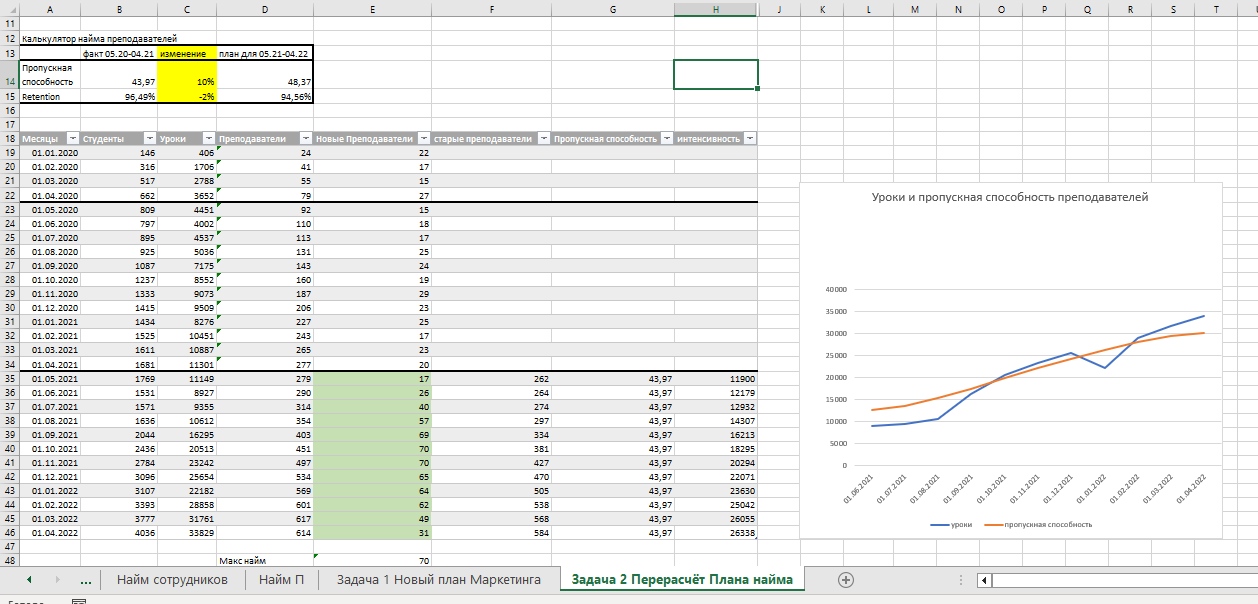 A B C D E F G H J K L M N O P Q R S T
11
12 Калькулятор найма преподавателей
13 факт 05.20-04.21 изменение план для 05.21-04.22
14 Пропускная способность 43,97 10% 48,37
15 Retention 96,49% -2% 94,56%
16
17
18 Месяцы Студенты Уроки Преподаватели Новые Преподаватели старые преподаватели Пропускная способность интенсивность
19 01.01.2020 146 406 24 22
20 01.02.2020 316 1706 41 17
21 01.03.2020 517 2788 55 15
22 01.04.2020 662 3652 79 27
23 01.05.2020 809 4451 92 15
24 01.06.2020 797 4002 110 18
25 01.07.2020 895 4537 113 17
26 01.08.2020 925 5036 131 25
27 01.09.2020 1087 7175 143 24
28 01.10.2020 1237 8552 160 19
29 01.11.2020 1333 9073 187 29
30 01.12.2020 1415 9509 206 23
31 01.01.2021 1434 8276 227 25
32 01.02.2021 1525 10451 243 17
33 01.03.2021 1611 10887 265 23
34 01.04.2021 1681 11301 277 20
35 01.05.2021 1769 11149 279 17 262 43,97 11900
36 01.06.2021 1531 8927 290 26 264 43,97 12179
37 01.07.2021 1571 9355 314 40 274 43,97 12932
38 01.08.2021 1636 10612 354 57 297 43,97 14307
39 01.09.2021 2044 16295 403 69 334 43,97 16213
40 01.10.2021 2436 20513 451 70 381 43,97 18295
41 01.11.2021 2784 23242 497 70 427 43,97 20294
42 01.12.2021 3096 25654 534 65 470 43,97 22071
43 01.01.2022 3107 22182 569 64 505 43,97 23630
44 01.02.2022 3393 28858 601 62 538 43,97 25042
45 01.03.2022 3777 31761 617 49 568 43,97 26055
46 01.04.2022 4036 33829 614 31 584 43,97 26338
47
48 Макс найм 70
Уроки и пропускная способность преподавателей
40000
35000
30000
25000
20000
15000
10000
5000
0
01.06.2021 01.07.2021 01.08.2021 01.09.2021 01.10.2021 01.11.2021 01.12.2021 01.01.2022 01.02.2022 01.03.2022 01.04.2022
уроки пропускная способность
... Найм сотрудников Найм П Задача 1 Новый план Маркетинга Задача 2 Перерасчёт Плана найма